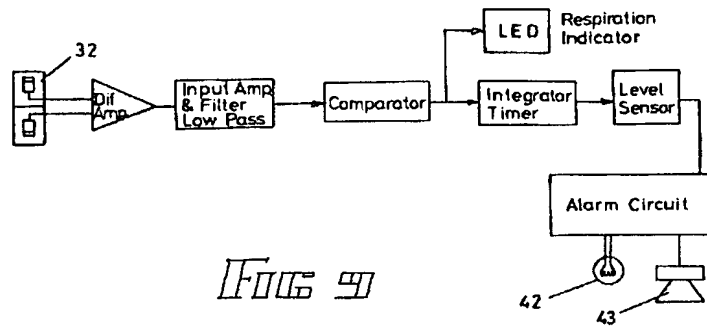 32
Dif
Amp
Input Amp
& Filter
Low Pass
Comparator
LED
Respiration
Indicator
Integrator
Timer
Level
Sensor
Alarm Circuit
42
43
FIG 9